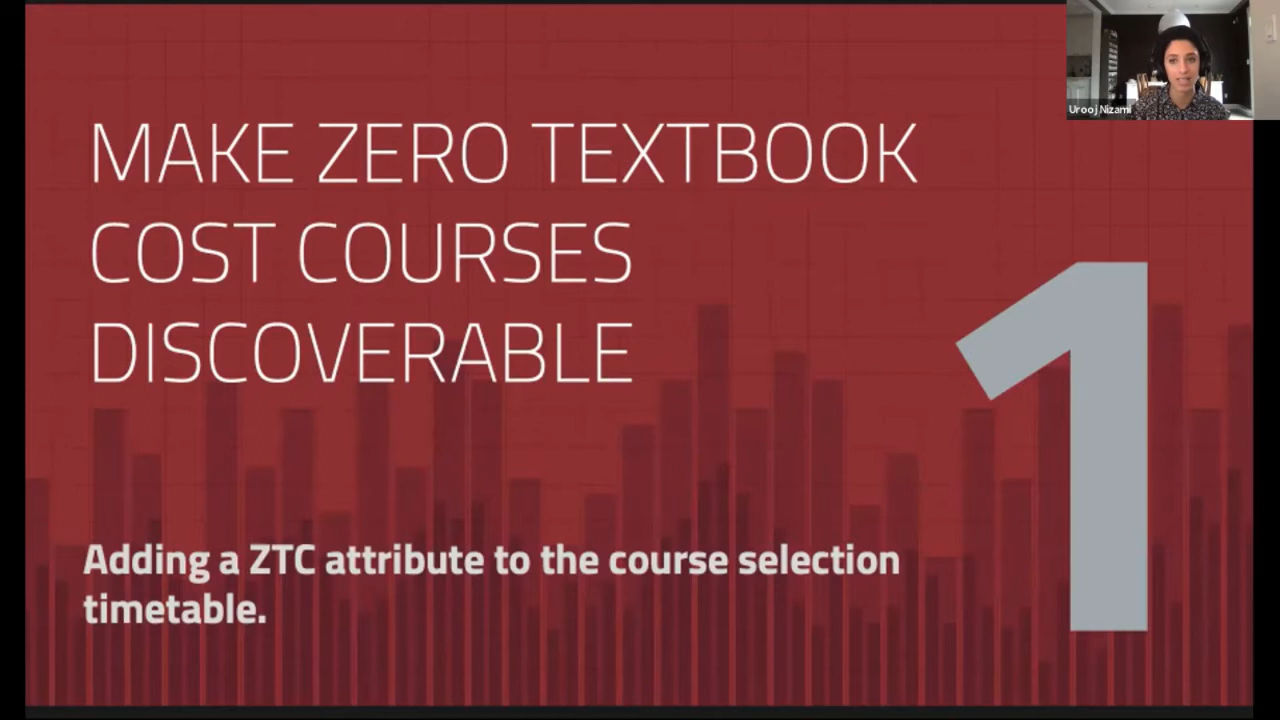 MAKE ZERO TEXTBOOK
COST COURSES
DISCOVERABLE
1
Adding a ZTC attribute to the course selection
timetable.
Urooj Nizami